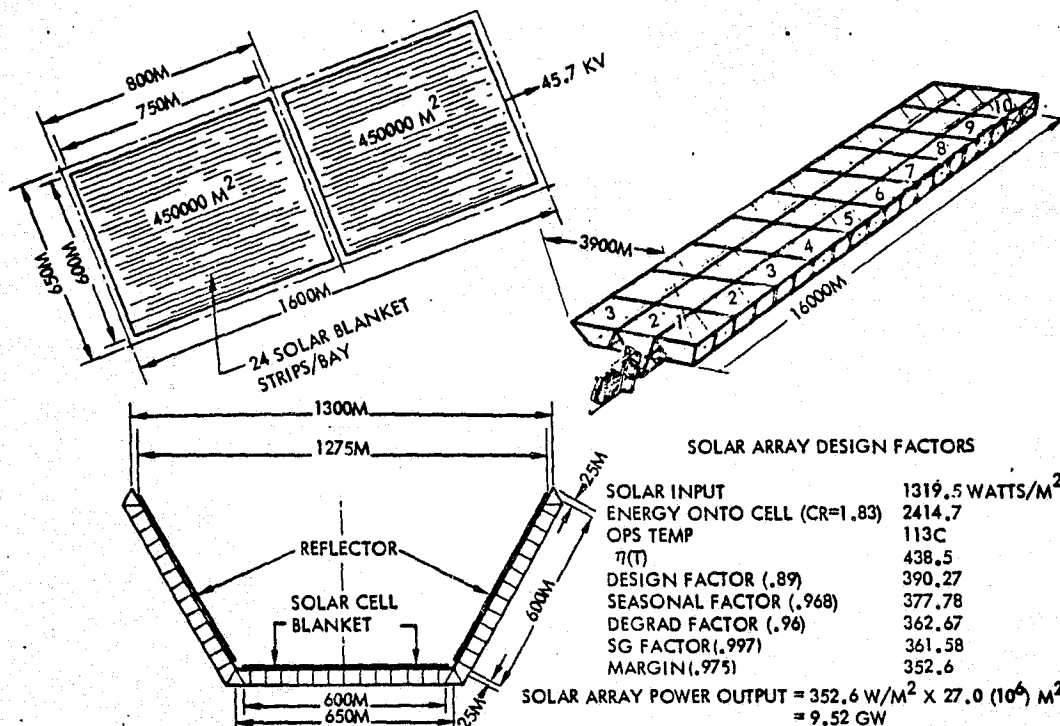 800M
750M
45.7 KV
450000 M²
450000 M²
650M
600M
1600M
24 SOLAR BLANKET
STRIPS/BAY
3900M
16000M
10
9
8
7
6
5
4
3
2
1
3
2
1300M
1275M
25M
REFLECTOR
SOLAR CELL
BLANKET
600M
600M
650M
25M
SOLAR ARRAY DESIGN FACTORS
SOLAR INPUT 1319.5 WATTS/M²
ENERGY ONTO CELL (CR=1.83) 2414.7
OPS TEMP 113C
η(T) 438.5
DESIGN FACTOR (.89) 390.27
SEASONAL FACTOR (.968) 377.78
DEGRAD FACTOR (.96) 362.67
SG FACTOR(.997) 361.58
MARGIN(.975) 352.6
SOLAR ARRAY POWER OUTPUT = 352.6 W/M² X 27.0 (10⁶) M²
= 9.52 GW